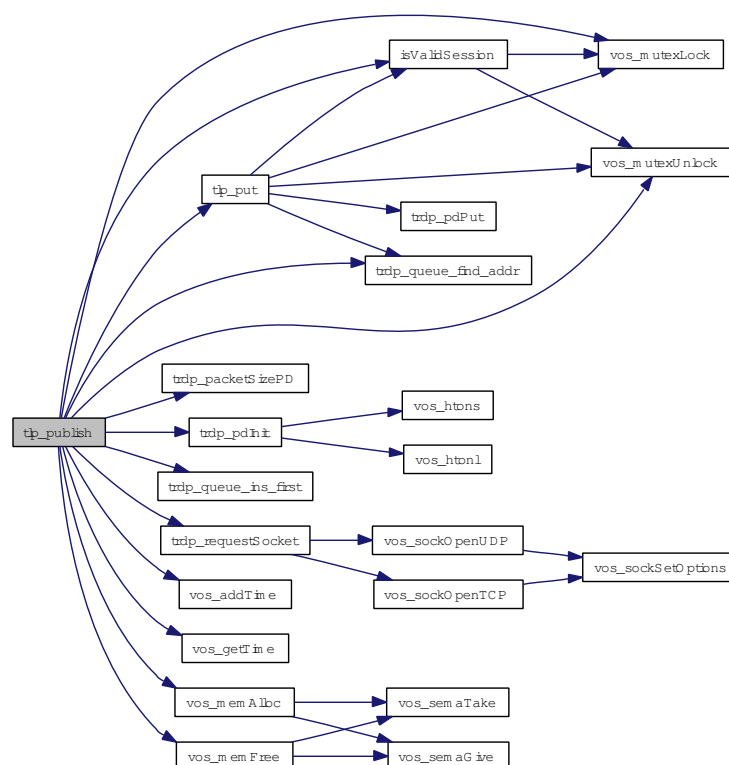 isValidSession
vos_mutexLock
vos_mutexUnlock
tlp_put
trdp_pdPut
trdp_queue_find_addr
trdp_packetSizePD
vos_htons
tlp_publish
trdp_pdInit
vos_htonl
trdp_queue_ins_first
trdp_requestSocket
vos_sockOpenUDP
vos_sockSetOptions
vos_addTime
vos_sockOpenTCP
vos_getTime
vos_memAlloc
vos_semaTake
vos_memFree
vos_semaGive